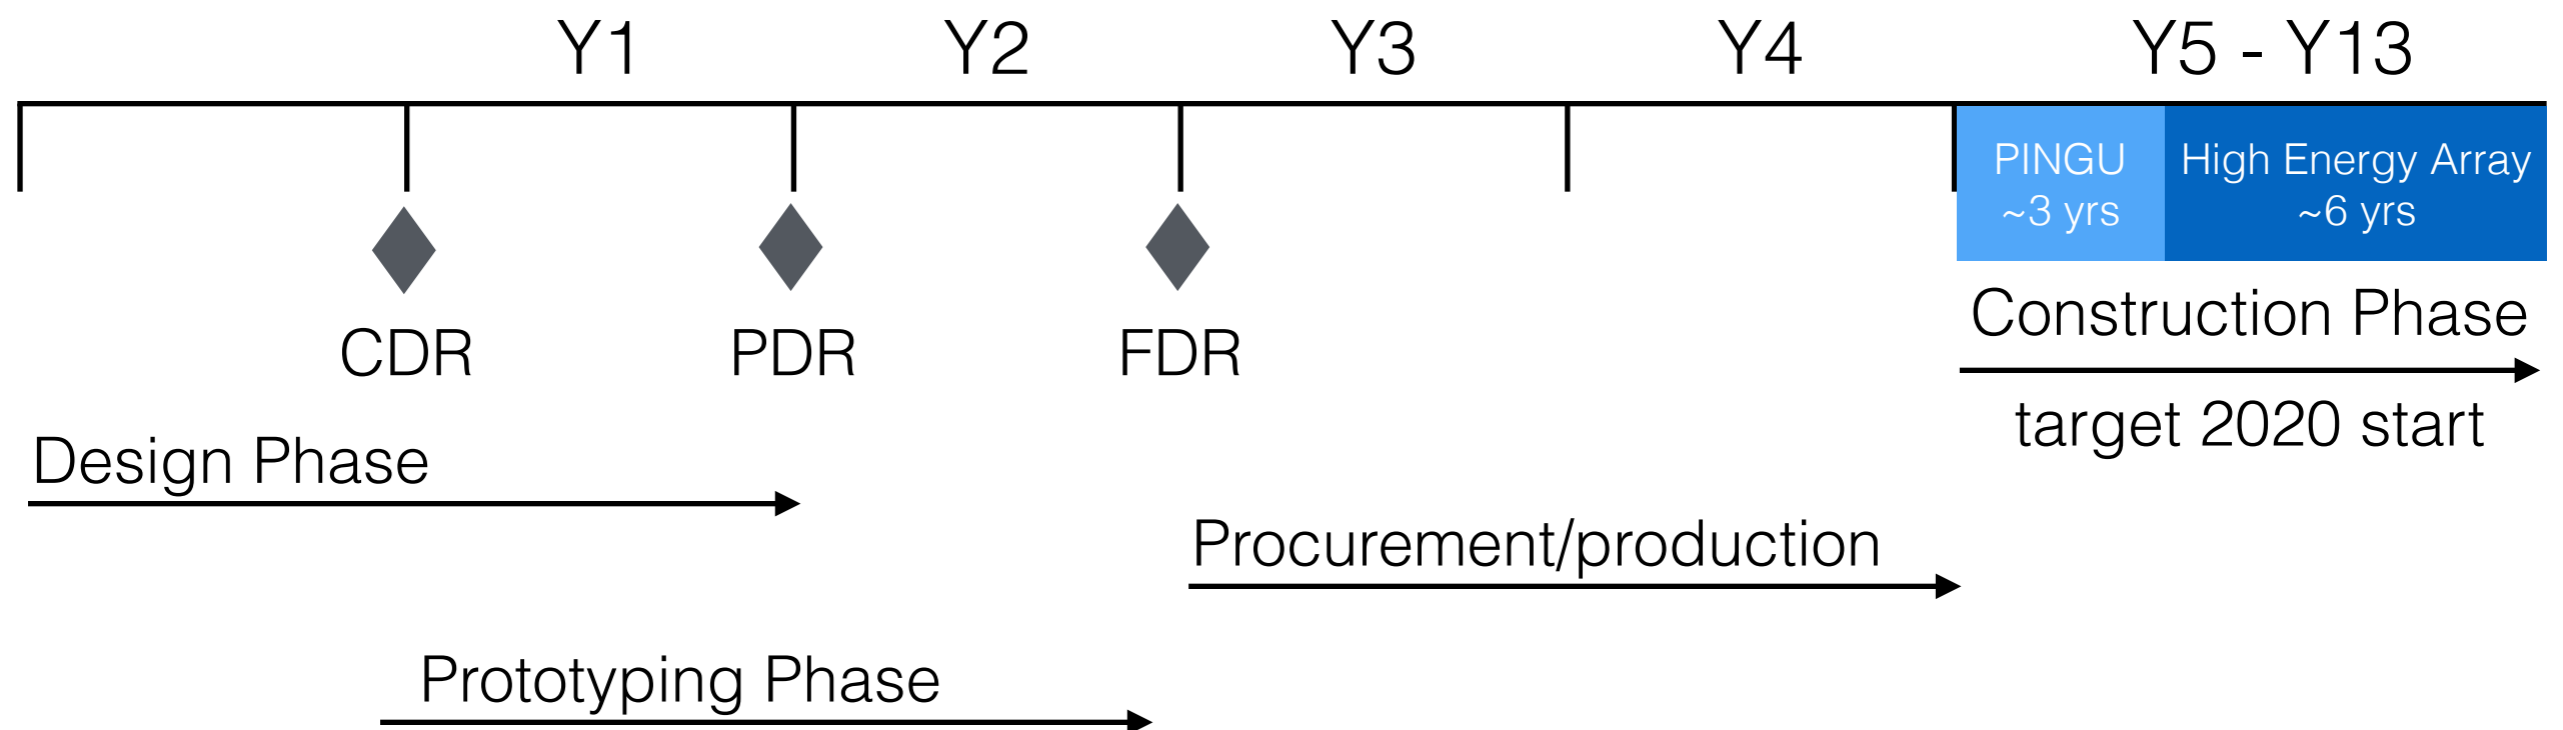 Y1
Y2
Y3
Y4
Y5 - Y13
PINGU
~3 yrs
High Energy Array
~6 yrs
CDR
PDR
FDR
Construction Phase
target 2020 start
Design Phase
Procurement/production
Prototyping Phase